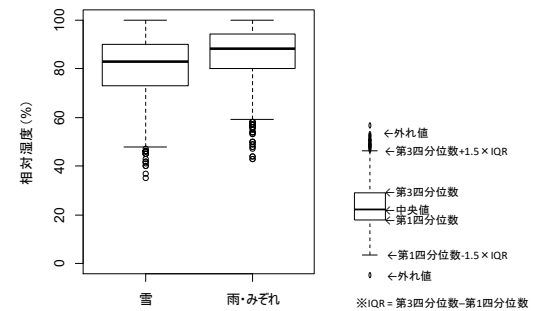 相対湿度(%)
100
80
60
40
20
0
雪
雨・みぞれ
←外れ値
←第3四分位数+1.5×IQR
←第3四分位数
←中央値
←第1四分位数
←第1四分位数-1.5×IQR
←外れ値
※IQR = 第3四分位数–第1四分位数